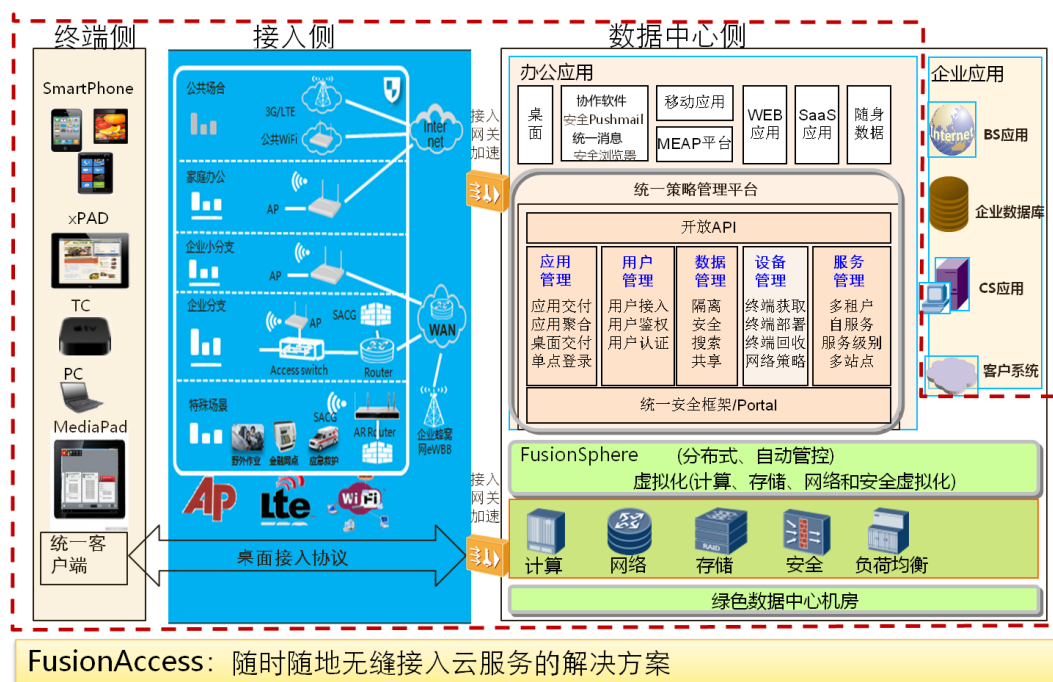 终端侧
接入侧
数据中心侧
SmartPhone
xPAD
TC
PC
MediaPad
统一客
户端
公共场合
3G/LTE
公共WiFi
Inter
net
家庭办公
AP
企业小分支
AP
企业分支
AP
SACG
WAN
Access switch
Router
特殊场景
SACG
AR Router
企业蜂窝
网eWBB
野外作业
金融网点
应急救护
AP
Lte
WiFi
桌面接入协议
接入
网关
加速
接入
网关
加速
办公应用
桌
面
协作软件
安全Pushmail
统一消息
安全浏览器
移动应用
MEAP平台
WEB
应用
SaaS
应用
随身
数据
统一策略管理平台
开放API
应用
管理
应用交付
应用聚合
桌面交付
单点登录
用户
管理
用户接入
用户鉴权
用户认证
数据
管理
隔离
安全
搜索
共享
设备
管理
终端获取
终端部署
终端回收
网络策略
服务
管理
多租户
自服务
服务级别
多站点
统一安全框架/Portal
FusionSphere (分布式、自动管控)
虚拟化(计算、存储、网络和安全虚拟化)
计算
网络
RAID
存储
安全
负荷均衡
绿色数据中心机房
企业应用
Internet
BS应用
企业数据库
CS应用
客户系统
FusionAccess：随时随地无缝接入云服务的解决方案